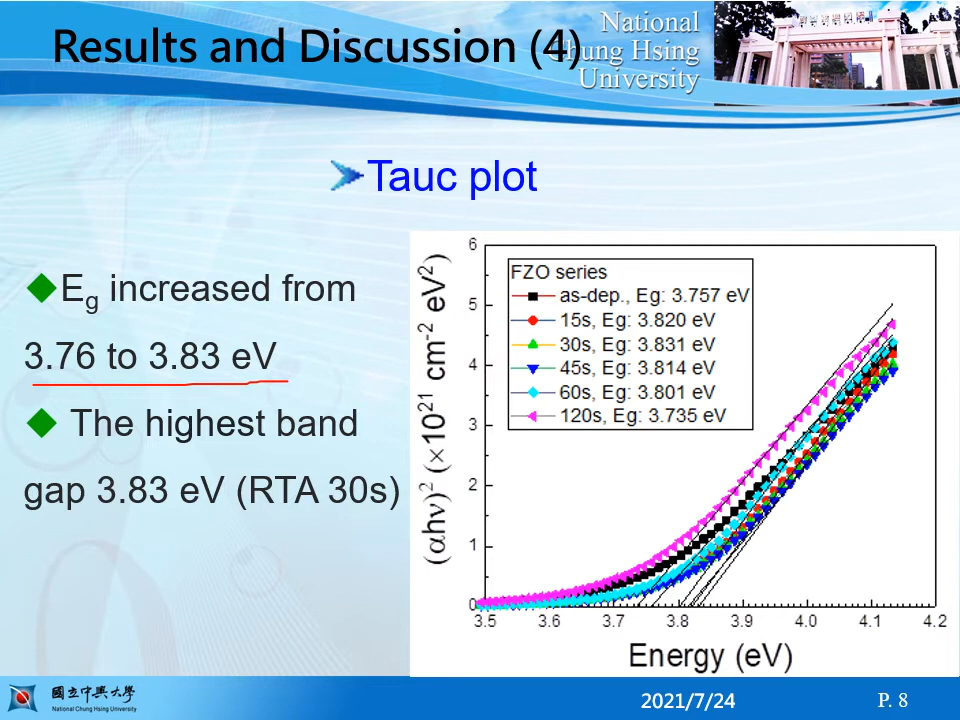 Results and Discussion (4)
National
Chung Hsing
University
Tauc plot
Eg increased from
3.76 to 3.83 eV
The highest band
gap 3.83 eV (RTA 30s)
FZO series
as-dep., Eg: 3.757 eV
15s, Eg: 3.820 eV
30s, Eg: 3.831 eV
45s, Eg: 3.814 eV
60s, Eg: 3.801 eV
120s, Eg: 3.735 eV
(αhν)² (×10²¹ cm⁻² eV²)
6
5
4
3
2
1
0
3.5 3.6 3.7 3.8 3.9 4.0 4.1 4.2
Energy (eV)
國立中興大學
National Chung Hsing University
2021/7/24
P. 8